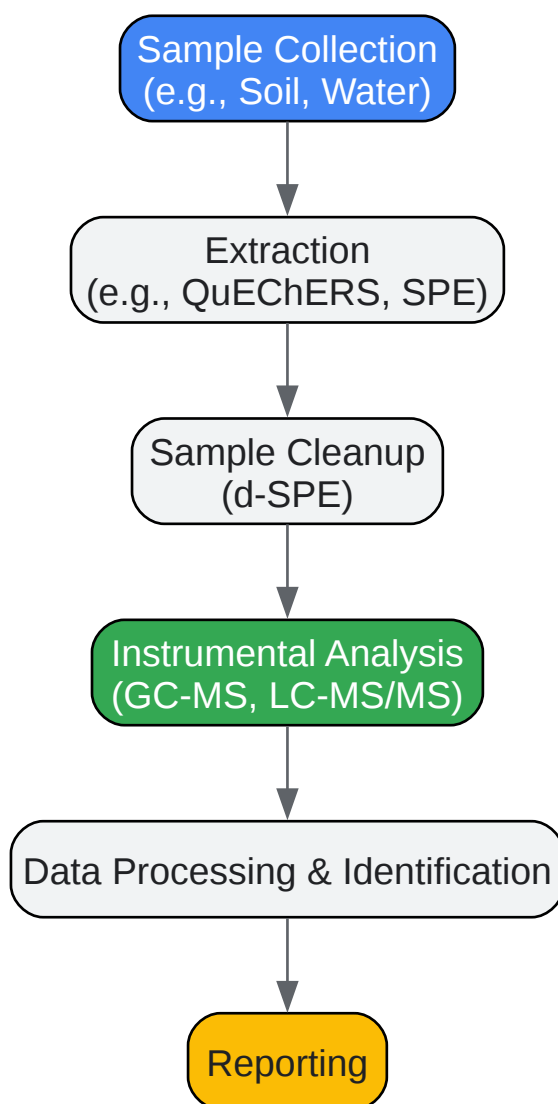 Sample Collection
(e.g., Soil, Water)
Extraction
(e.g., QuEChERS, SPE)
Sample Cleanup
(d-SPE)
Instrumental Analysis
(GC-MS, LC-MS/MS)
Data Processing & Identification
Reporting